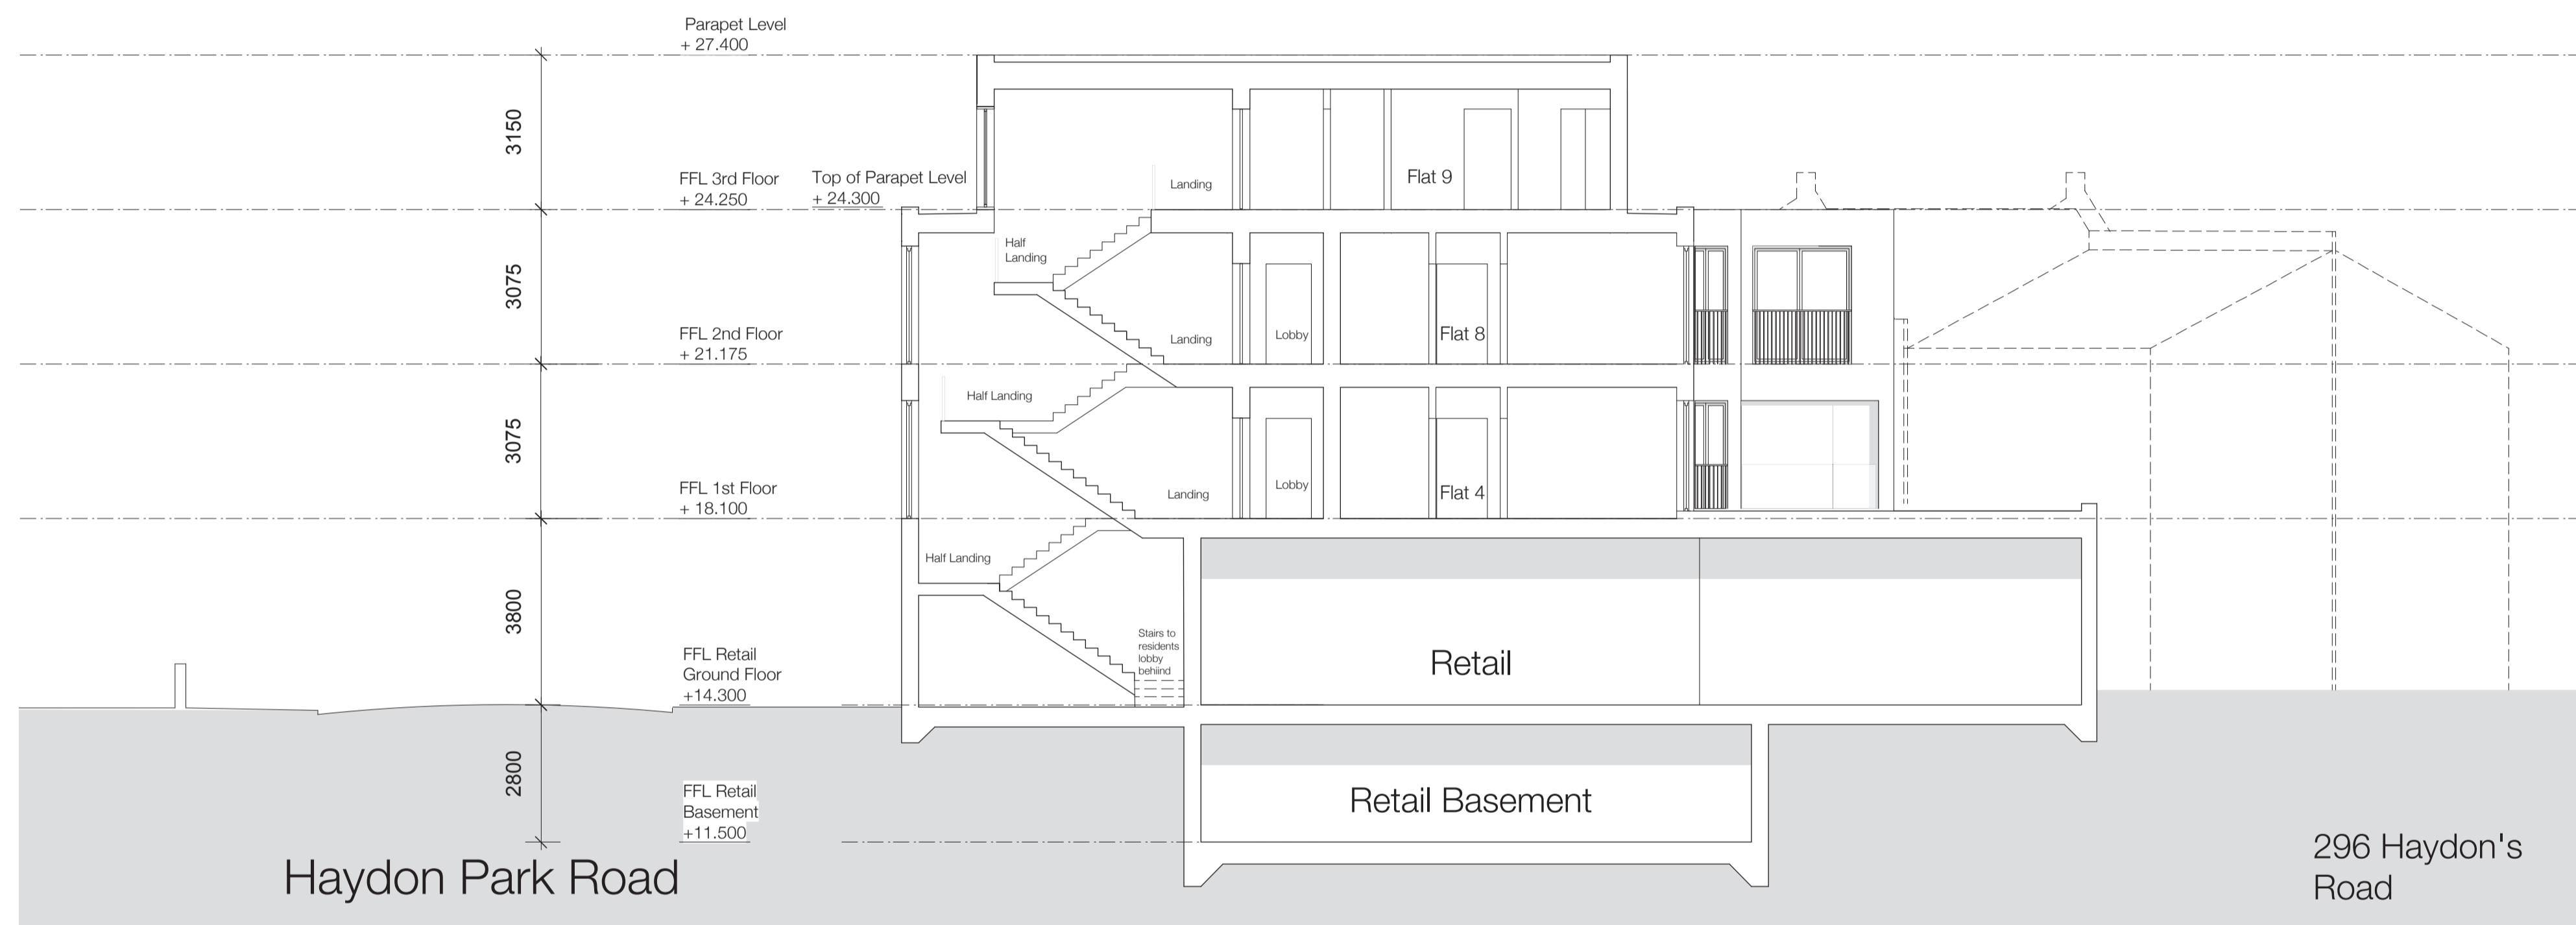 Parapet Level
+ 27.400
3150
FFL 3rd Floor
+ 24.250
Top of Parapet Level
+ 24.300
Landing
Flat 9
Half
Landing
3075
FFL 2nd Floor
+ 21.175
Landing
Lobby
Flat 8
Half Landing
3075
FFL 1st Floor
+ 18.100
Landing
Lobby
Flat 4
Half Landing
3800
FFL Retail
Ground Floor
+14.300
Stairs to
residents
lobby
behiind
Retail
2800
FFL Retail
Basement
+11.500
Retail Basement
Haydon Park Road
296 Haydon's
Road